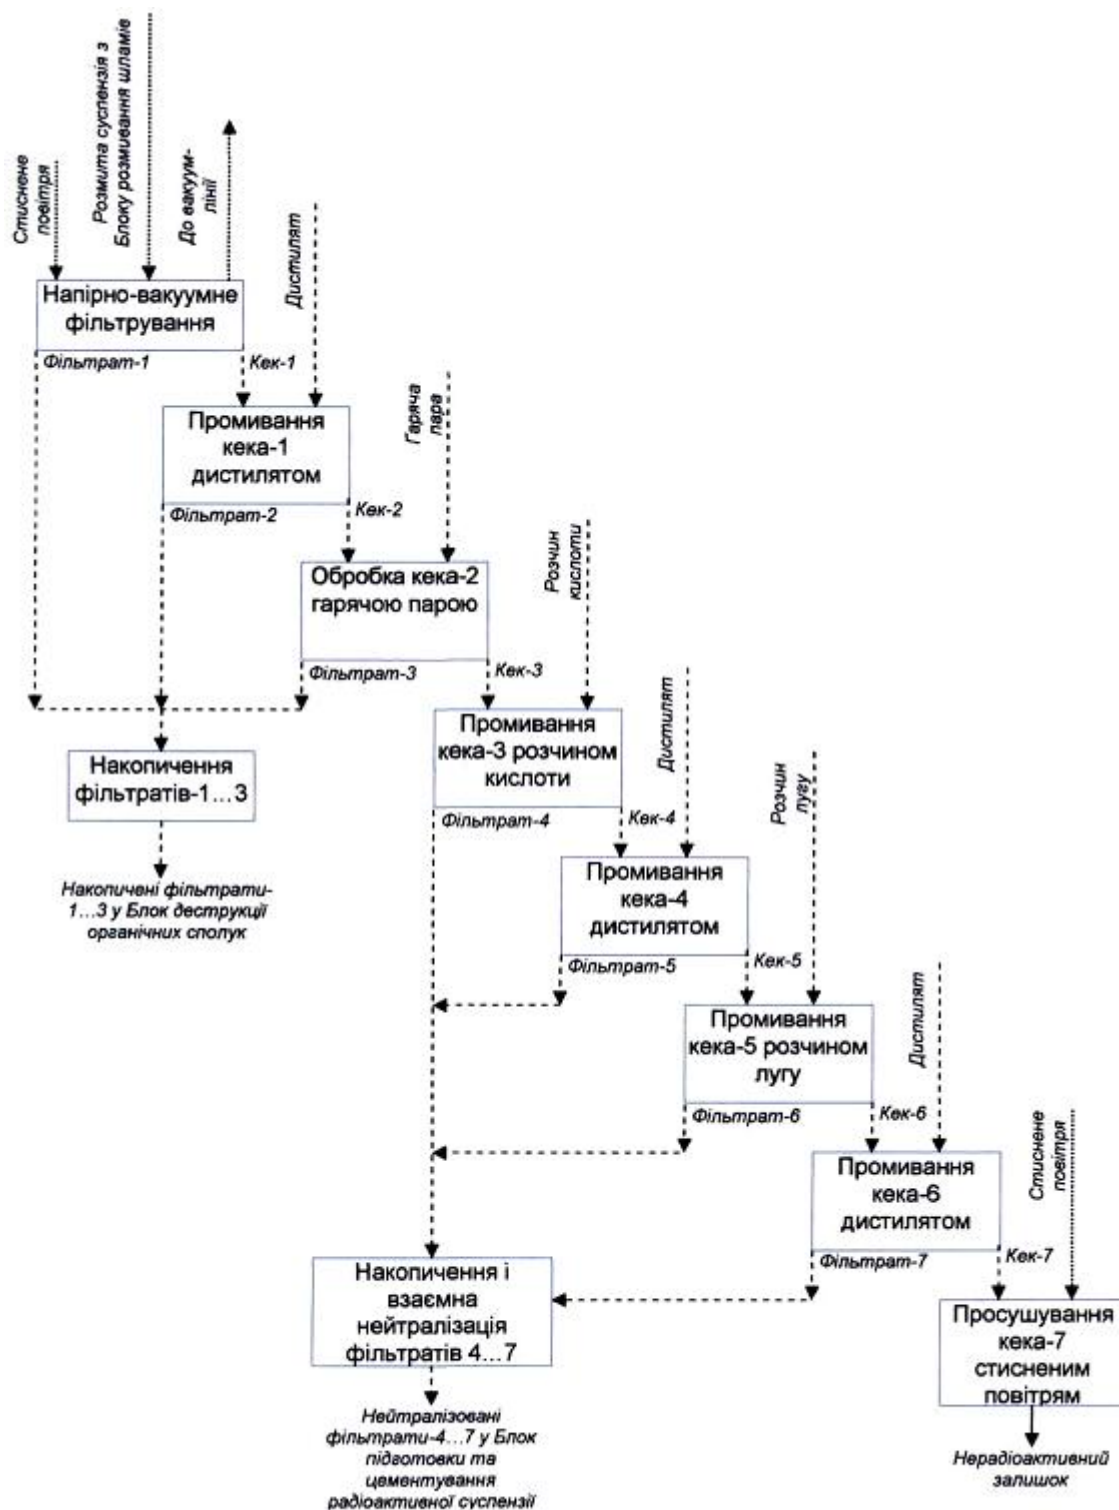 Стиснене
повітря
Розмита суспензія з
Блоку розмивання шламів
До вакуум-
лінії
Дистилят
Напірно-вакуумне
фільтрування
Фільтрат-1
Кек-1
Гаряча
пара
Промивання
кека-1
дистилятом
Фільтрат-2
Кек-2
Розчин
кислоти
Обробка кека-2
гарячою парою
Фільтрат-3
Кек-3
Дистилят
Промивання
кека-3 розчином
кислоти
Накопичення
фільтратів-1...3
Розчин
лугу
Фільтрат-4
Кек-4
Накопичені фільтрати-
1...3 у Блок деструкції
органічних сполук
Промивання
кека-4
дистилятом
Фільтрат-5
Кек-5
Дистилят
Промивання
кека-5 розчином
лугу
Фільтрат-6
Кек-6
Стиснене
повітря
Промивання
кека-6
дистилятом
Фільтрат-7
Кек-7
Накопичення і
взаємна
нейтралізація
фільтратів 4...7
Просушування
кека-7
стисненим
повітрям
Нейтралізовані
фільтрати-4...7 у Блок
підготовки та
цементування
радіоактивної суспензії
Нерадіоактивний
залишок